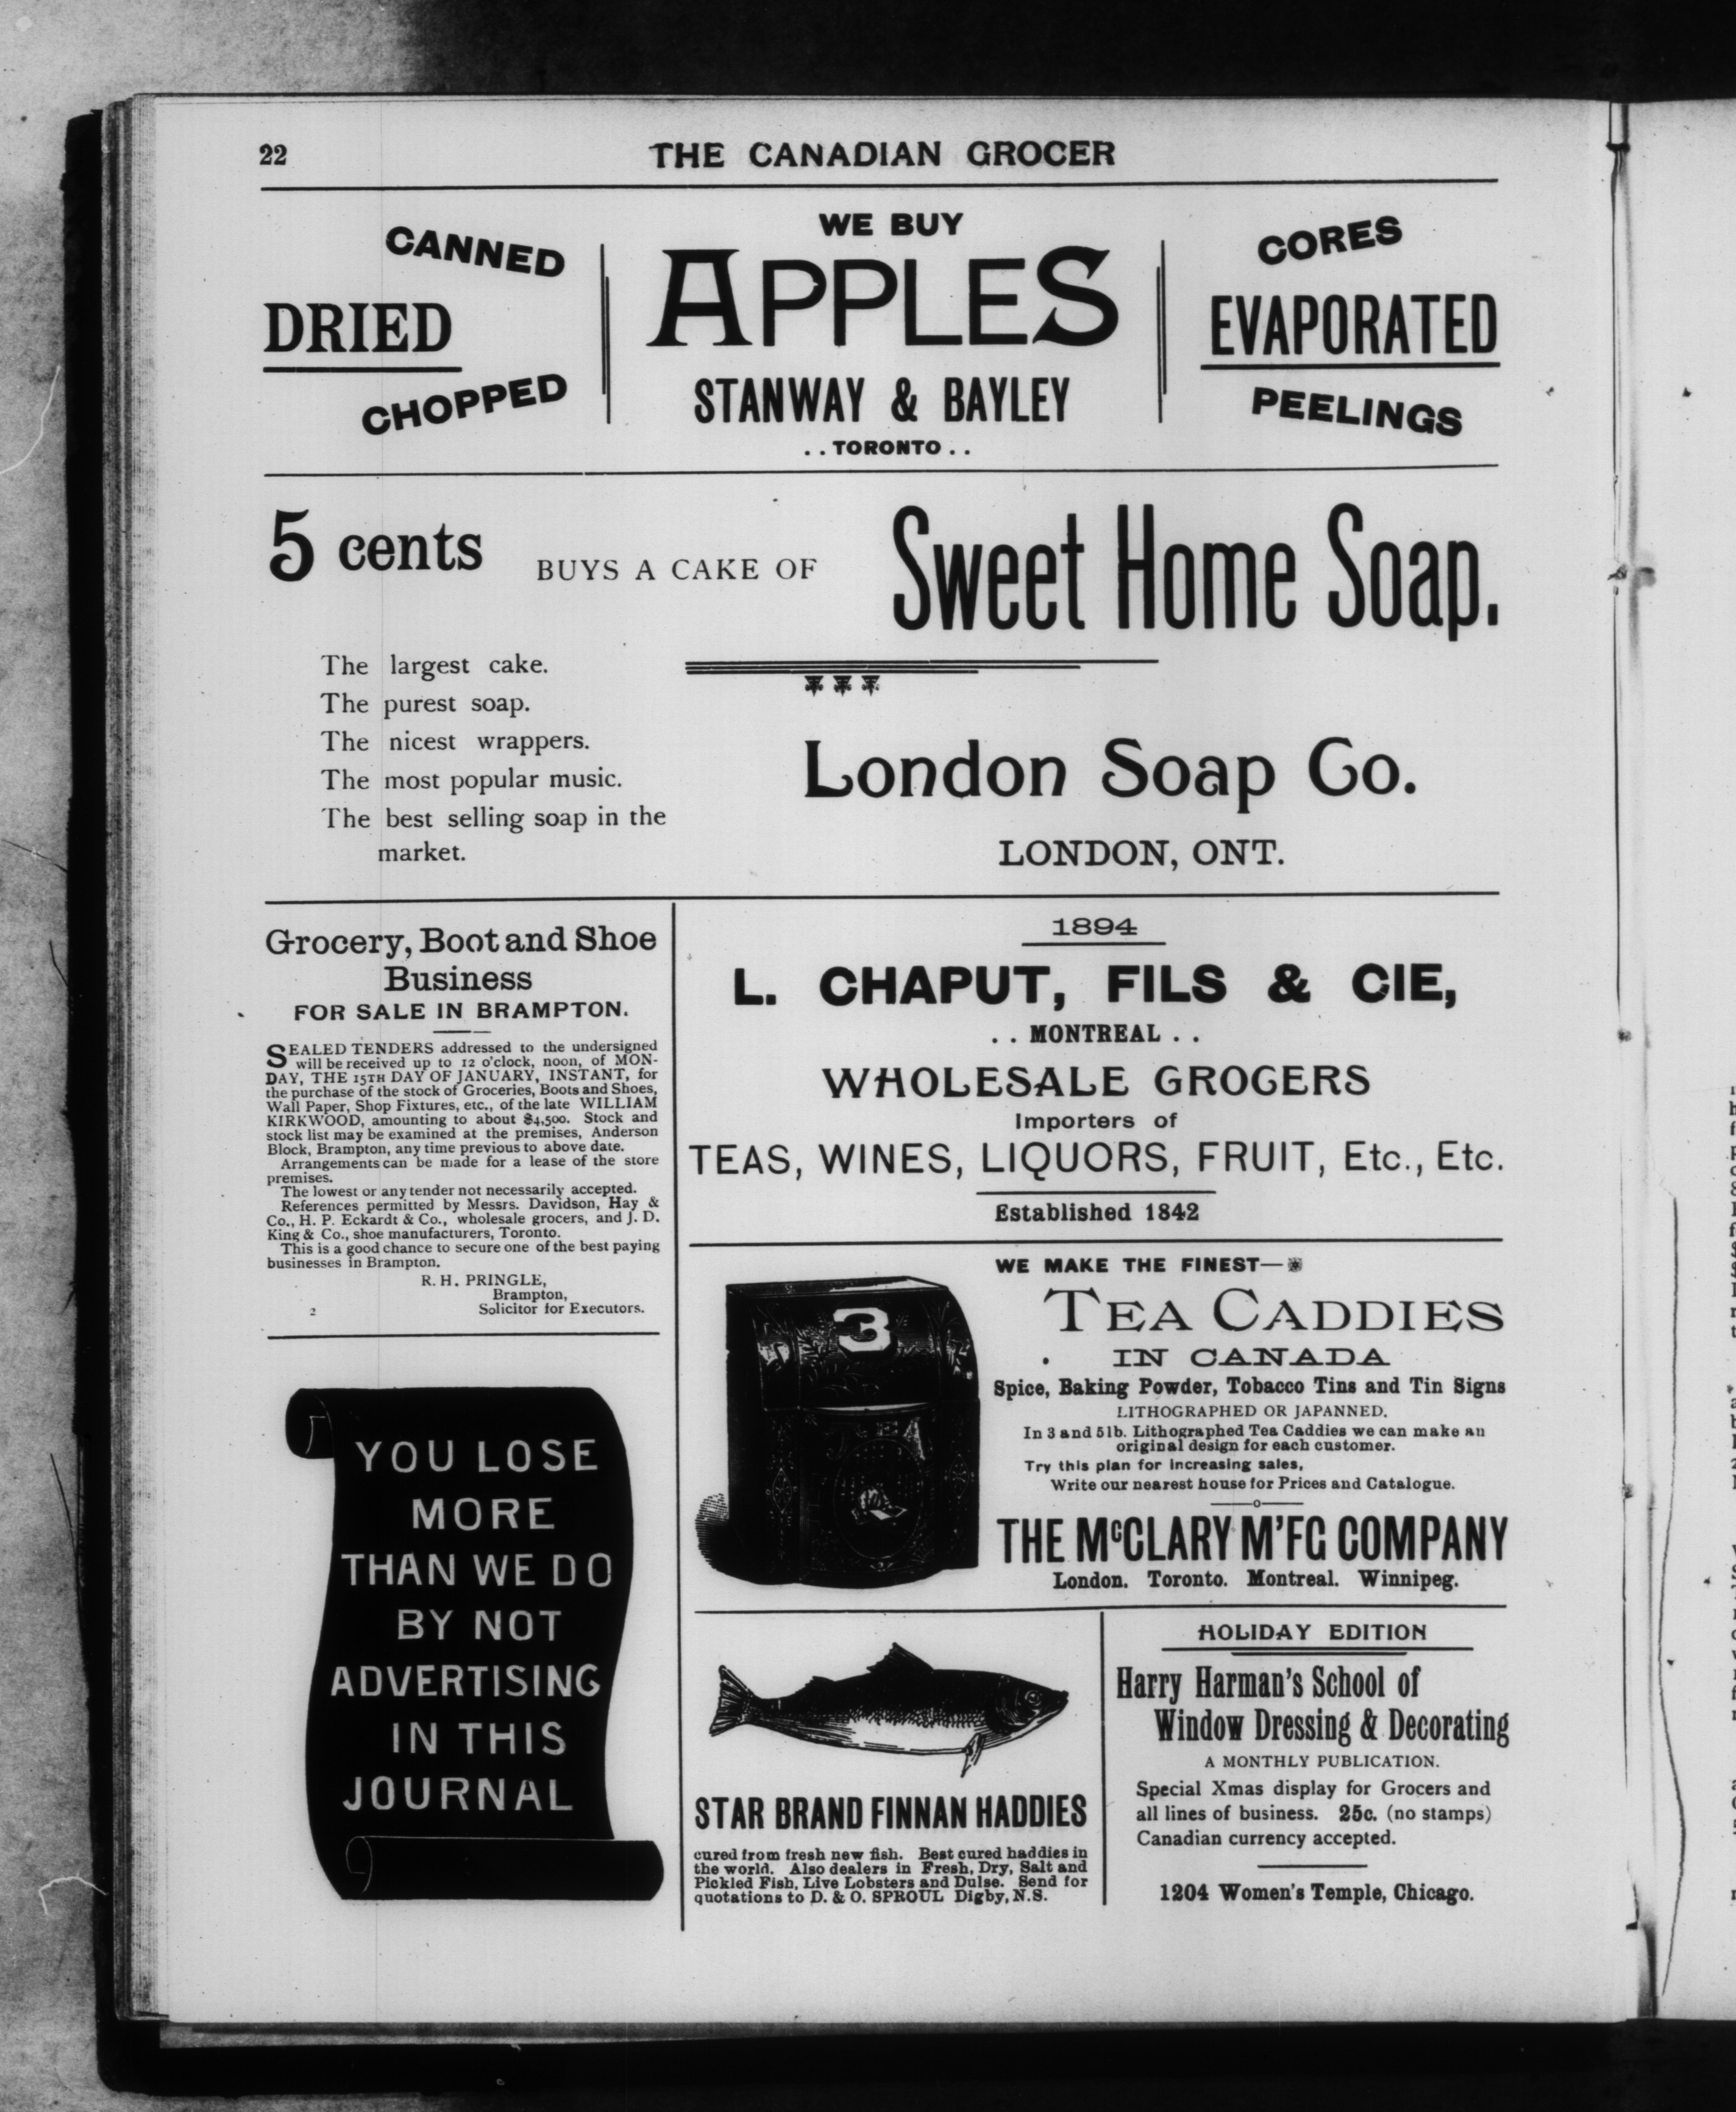 22
THE CANADIAN GROCER
CANNED
DRIED
CHOPPED
WE BUY
APPLES
STANWAY & BAYLEY
. . TORONTO . .
CORES
EVAPORATED
PEELINGS
5 cents BUYS A CAKE OF Sweet Home Soap.
The largest cake.
The purest soap.
The nicest wrappers.
The most popular music.
The best selling soap in the
market.
London Soap Co.
LONDON, ONT.
Grocery, Boot and Shoe
Business
FOR SALE IN BRAMPTON.
SEALED TENDERS addressed to the undersigned
will be received up to 12 o'clock, noon, of MON-
DAY, THE 15TH DAY OF JANUARY, INSTANT, for
the purchase of the stock of Groceries, Boots and Shoes,
Wall Paper, Shop Fixtures, etc., of the late WILLIAM
KIRKWOOD, amounting to about $4,500. Stock and
stock list may be examined at the premises, Anderson
Block, Brampton, any time previous to above date.
Arrangements can be made for a lease of the store
premises.
The lowest or any tender not necessarily accepted.
References permitted by Messrs. Davidson, Hay &
Co., H. P. Eckardt & Co., wholesale grocers, and J. D.
King & Co., shoe manufacturers, Toronto.
This is a good chance to secure one of the best paying
businesses in Brampton.
R. H. PRINGLE,
Brampton,
2 Solicitor for Executors.
YOU LOSE
MORE
THAN WE DO
BY NOT
ADVERTISING
IN THIS
JOURNAL
1894
L. CHAPUT, FILS & CIE,
. . MONTREAL . .
WHOLESALE GROCERS
Importers of
TEAS, WINES, LIQUORS, FRUIT, Etc., Etc.
Established 1842
3
WE MAKE THE FINEST—
TEA CADDIES
IN CANADA
Spice, Baking Powder, Tobacco Tins and Tin Signs
LITHOGRAPHED OR JAPANNED.
In 3 and 5 lb. Lithographed Tea Caddies we can make an
original design for each customer.
Try this plan for increasing sales,
Write our nearest house for Prices and Catalogue.
THE McCLARY M'FG COMPANY
London. Toronto. Montreal. Winnipeg.
STAR BRAND FINNAN HADDIES
cured from fresh new fish. Best cured haddies in
the world. Also dealers in Fresh, Dry, Salt and
Pickled Fish, Live Lobsters and Dulse. Send for
quotations to D. & O. SPROUL Digby, N.S.
HOLIDAY EDITION
Harry Harman's School of
Window Dressing & Decorating
A MONTHLY PUBLICATION.
Special Xmas display for Grocers and
all lines of business. 25c. (no stamps)
Canadian currency accepted.
1204 Women's Temple, Chicago.